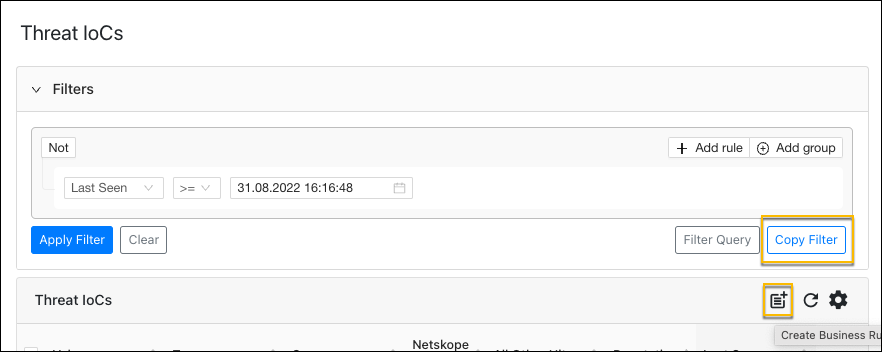 Threat IoCs
Filters
Not
Add rule
Add group
Last Seen
>=
31.08.2022 16:16:48
Apply Filter
Clear
Filter Query
Copy Filter
Threat IoCs
Create Business Ru
Netskope